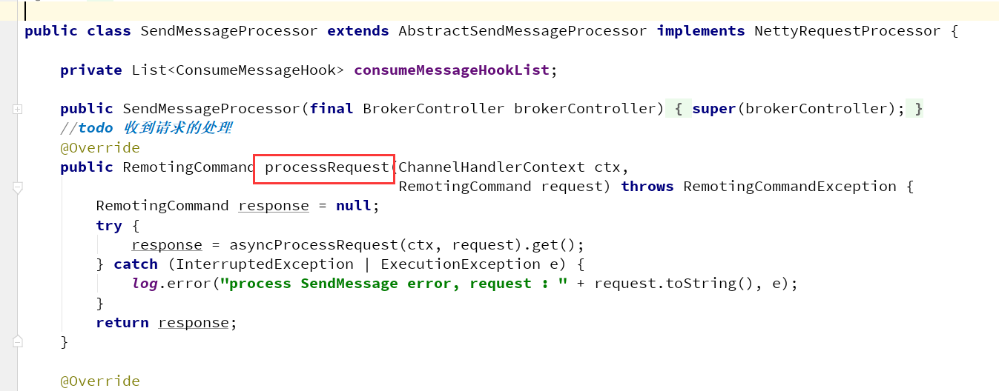 public class SendMessageProcessor extends AbstractSendMessageProcessor implements NettyRequestProcessor {
private List<ConsumeMessageHook> consumeMessageHookList;
public SendMessageProcessor(final BrokerController brokerController) { super(brokerController); }
//todo 收到请求的处理
@Override
public RemotingCommand processRequest(ChannelHandlerContext ctx,
RemotingCommand request) throws RemotingCommandException {
RemotingCommand response = null;
try {
response = asyncProcessRequest(ctx, request).get();
} catch (InterruptedException | ExecutionException e) {
log.error("process SendMessage error, request : " + request.toString(), e);
}
return response;
}
@Override